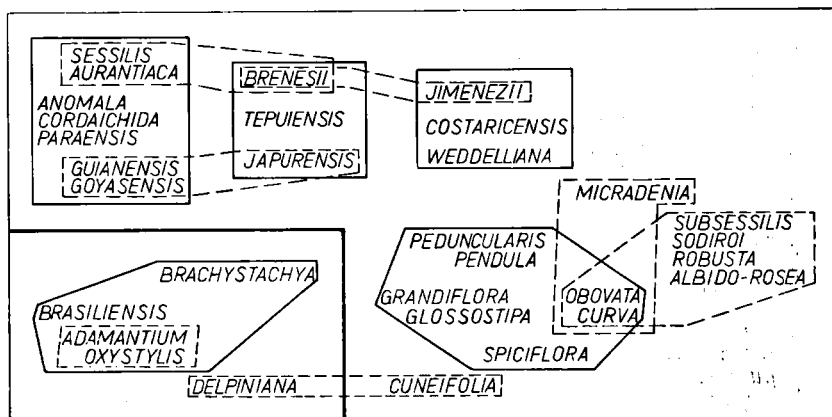 SESSILIS
AURANTIACA
ANOMALA
CORDAICHIDA
PARAENSIS
GUIANENSIS
GOYASENSIS
BRENESII
TEPUIENSIS
JAPURENSIS
JIMENEZII
COSTARICENSIS
WEDDELLIANA
MICRADENIA
SUBSESSILIS
SODIROI
ROBUSTA
ALBIDO-ROSEA
PEDUNCULARIS
PENDULA
GRANDIFLORA
GLOSSOSTIPA
OBOVATA
CURVA
SPICIFLORA
BRACHYSTACHYA
BRASILIENSIS
ADAMANTIUM
OXYSTYLIS
DELPINIANA
CUNEIFOLIA